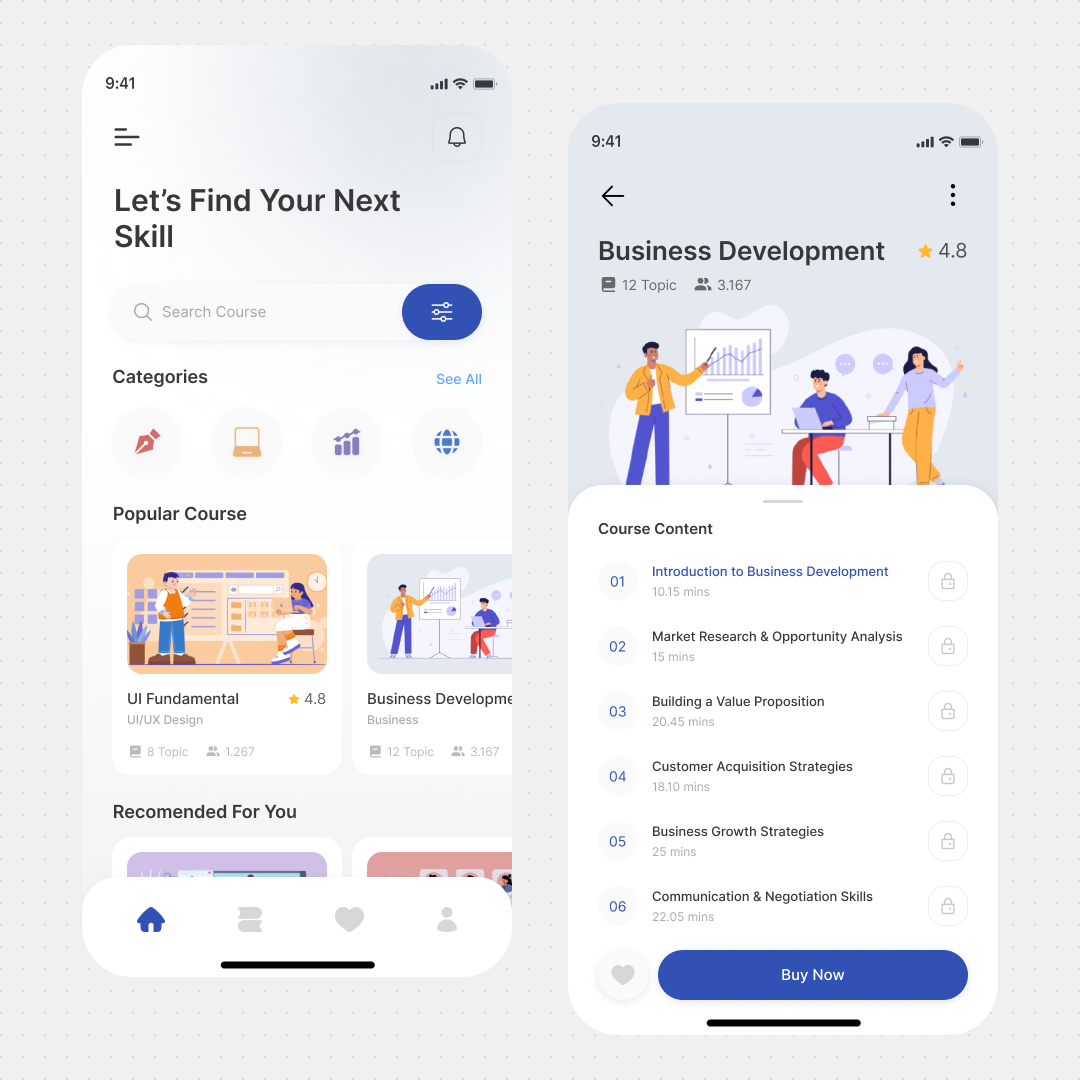 9:41
Let's Find Your Next
Skill
Search Course
Categories
See All
Popular Course
UI Fundamental
4.8
UI/UX Design
8 Topic
1.267
Business Developme
Business
12 Topic
3.167
Recomended For You
9:41
Business Development
4.8
12 Topic
3.167
Course Content
01
Introduction to Business Development
10.15 mins
02
Market Research & Opportunity Analysis
15 mins
03
Building a Value Proposition
20.45 mins
04
Customer Acquisition Strategies
18.10 mins
05
Business Growth Strategies
25 mins
06
Communication & Negotiation Skills
22.05 mins
Buy Now